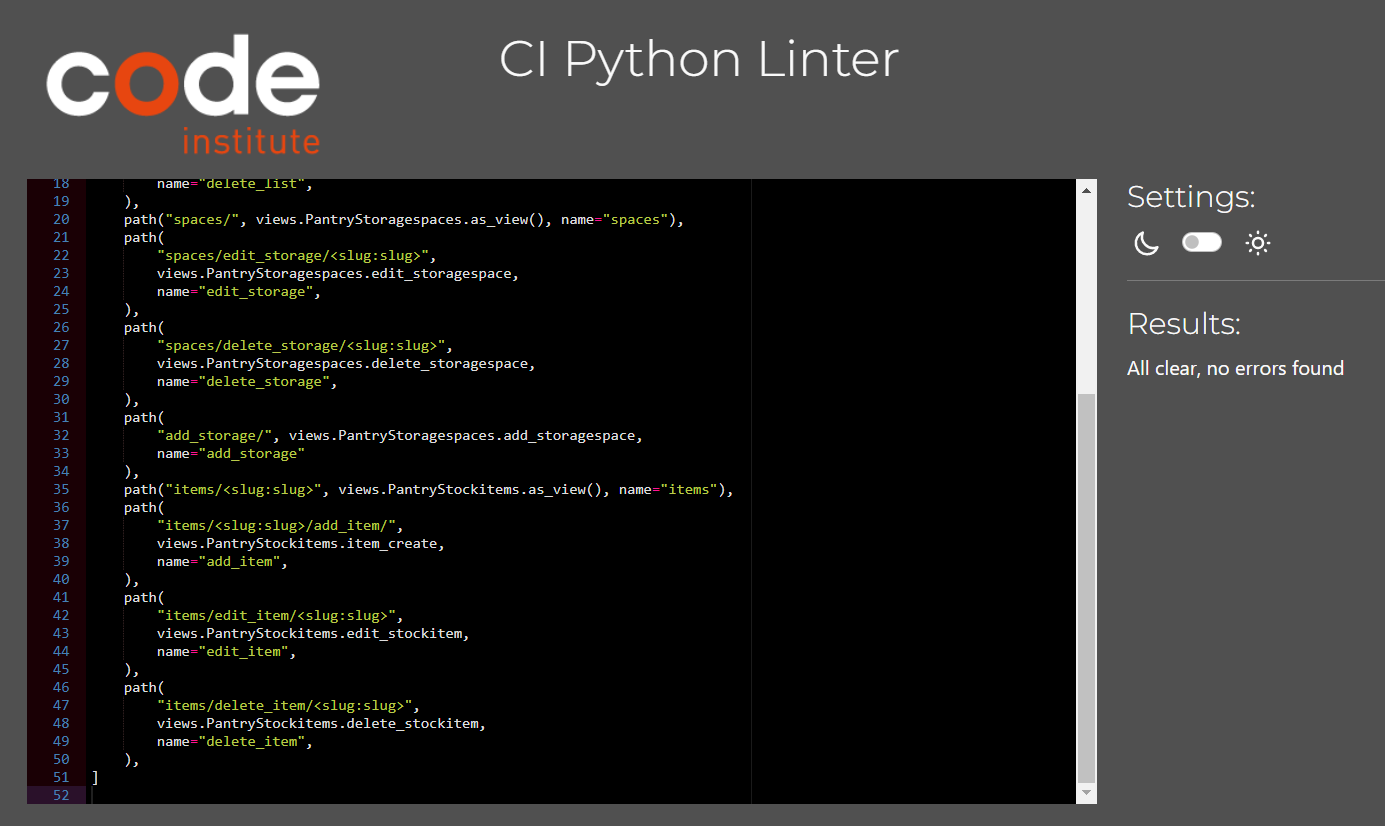 code
institute
CI Python Linter
18 name="delete_list",
19 ),
20 path("spaces/", views.PantryStoragespaces.as_view(), name="spaces"),
21 path(
22 "spaces/edit_storage/<slug:slug>",
23 views.PantryStoragespaces.edit_storagespace,
24 name="edit_storage",
25 ),
26 path(
27 "spaces/delete_storage/<slug:slug>",
28 views.PantryStoragespaces.delete_storagespace,
29 name="delete_storage",
30 ),
31 path(
32 "add_storage/", views.PantryStoragespaces.add_storagespace,
33 name="add_storage"
34 ),
35 path("items/<slug:slug>", views.PantryStockitems.as_view(), name="items"),
36 path(
37 "items/<slug:slug>/add_item/",
38 views.PantryStockitems.item_create,
39 name="add_item",
40 ),
41 path(
42 "items/edit_item/<slug:slug>",
43 views.PantryStockitems.edit_stockitem,
44 name="edit_item",
45 ),
46 path(
47 "items/delete_item/<slug:slug>",
48 views.PantryStockitems.delete_stockitem,
49 name="delete_item",
50 ),
51 ]
52
Settings:
Results:
All clear, no errors found